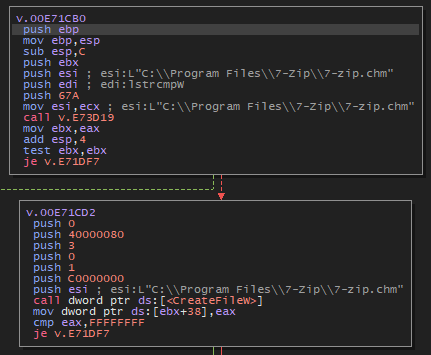 v.00E71CB0
push ebp
mov ebp,esp
sub esp,C
push ebx
push esi ; esi:L"C:\\Program Files\\7-Zip\\7-zip.chm"
push edi ; edi:lstrcmpW
push 67A
mov esi,ecx ; esi:L"C:\\Program Files\\7-Zip\\7-zip.chm"
call v.E73D19
mov ebx,eax
add esp,4
test ebx,ebx
je v.E71DF7
v.00E71CD2
push 0
push 40000080
push 3
push 0
push 1
push C0000000
push esi ; esi:L"C:\\Program Files\\7-Zip\\7-zip.chm"
call dword ptr ds:[<CreateFileW>]
mov dword ptr ds:[ebx+38],eax
cmp eax,FFFFFFFF
je v.E71DF7